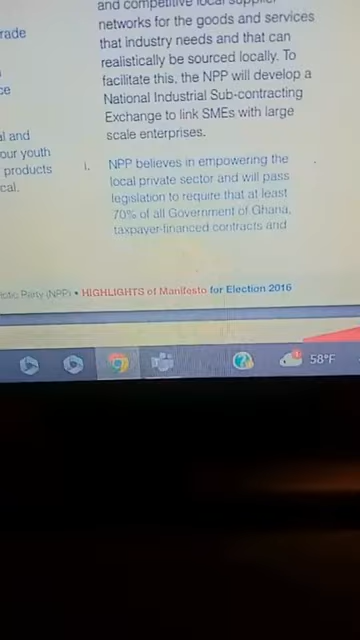 and competitive local supplier
networks for the goods and services
that industry needs and that can
realistically be sourced locally. To
facitate this, the NPP will develop a
National Industrial Sub-contracting
Exchange to link SMEs with large
scale enterprises.
i. NPP believes in empowering the
local private sector and will pass
legislation to require that at least
70% of all Government of Ghana,
taxpayer-financed contracts and
rade
ce
al and
our youth
products
cal.
Party (NPP) • HIGHLIGHTS of Manifesto for Election 2016
1
58°F